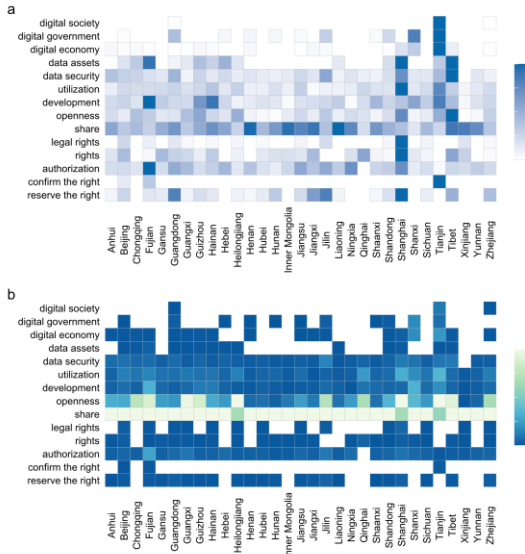 a
digital society
digital government
digital economy
data assets
data security
utilization
development
openness
share
legal rights
rights
authorization
confirm the right
reserve the right
Anhui
Beijing
Chongqing
Fujian
Gansu
Guangdong
Guangxi
Guizhou
Hainan
Hebei
Heilongjiang
Henan
Hubei
Hunan
Inner Mongolia
Jiangsu
Jiangxi
Jilin
Liaoning
Ningxia
Qinghai
Shaanxi
Shandong
Shanghai
Shanxi
Sichuan
Tianjin
Tibet
Xinjiang
Yunnan
Zhejiang
b
digital society
digital government
digital economy
data assets
data security
utilization
development
openness
share
legal rights
rights
authorization
confirm the right
reserve the right
Anhui
Beijing
Chongqing
Fujian
Gansu
Guangdong
Guangxi
Guizhou
Hainan
Hebei
Heilongjiang
Henan
Hubei
Hunan
Inner Mongolia
Jiangsu
Jiangxi
Jilin
Liaoning
Ningxia
Qinghai
Shaanxi
Shandong
Shanghai
Shanxi
Sichuan
Tianjin
Tibet
Xinjiang
Yunnan
Zhejiang